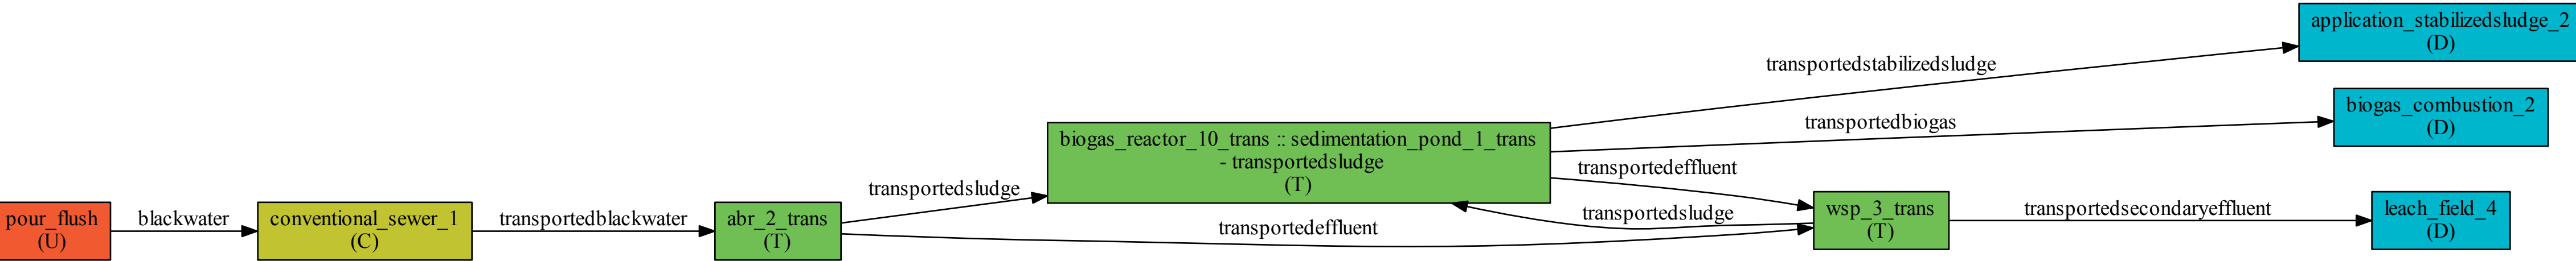 pour_flush
(U)
blackwater
conventional_sewer_1
(C)
transportedblackwater
abr_2_trans
(T)
transportedsludge
transportedeffluent
biogas_reactor_10_trans :: sedimentation_pond_1_trans
- transportedsludge
(T)
transportedstabilizedsludge
transportedbiogas
transportedeffluent
transportedsludge
wsp_3_trans
(T)
transportedsecondaryeffluent
application_stabilizedsludge_2
(D)
biogas_combustion_2
(D)
leach_field_4
(D)